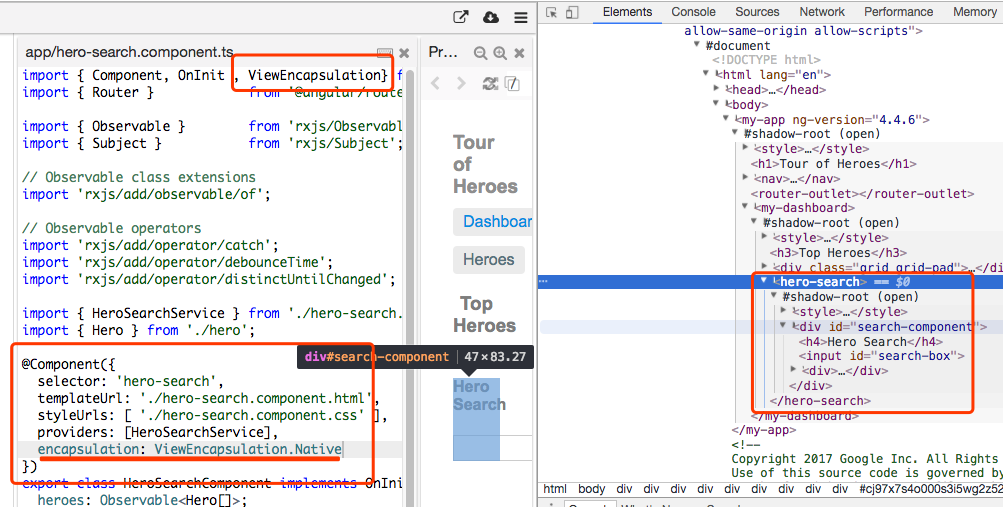 Elements Console Sources Network Performance Memory
app/hero-search.component.ts
Pr...
import { Component, OnInit , ViewEncapsulation} f
import { Router } from '@angular/route
import { Observable } from 'rxjs/Observabl
import { Subject } from 'rxjs/Subject';
// Observable class extensions
import 'rxjs/add/observable/of';
// Observable operators
import 'rxjs/add/operator/catch';
import 'rxjs/add/operator/debounceTime';
import 'rxjs/add/operator/distinctUntilChanged';
import { HeroSearchService } from './hero-search.
import { Hero } from './hero';
@Component({
selector: 'hero-search',
templateUrl: './hero-search.component.html',
styleUrls: [ './hero-search.component.css' ],
providers: [HeroSearchService],
encapsulation: ViewEncapsulation.Native
})
export class HeroSearchComponent implements OnIni
heroes: Observable<Hero[]>;
Tour
of
Heroes
Dashboar
Heroes
Top
Heroes
div#search-component | 47×83.27
Hero
Search
allow-same-origin allow-scripts">
▼ #document
<!DOCTYPE html>
▼ <html lang="en">
▶ <head>…</head>
▼ <body>
▼ <my-app ng-version="4.4.6">
▼ #shadow-root (open)
▶ <style>…</style>
<h1>Tour of Heroes</h1>
▶ <nav>…</nav>
<router-outlet></router-outlet>
▼ <my-dashboard>
▼ #shadow-root (open)
▶ <style>…</style>
<h3>Top Heroes</h3>
▶ <div class="grid grid-pad">…</di
… ▼ <hero-search> == $0
▼ #shadow-root (open)
▶ <style>…</style>
▼ <div id="search-component">
<h4>Hero Search</h4>
<input id="search-box">
▶ <div>…</div>
</div>
</hero-search>
</my-dashboard>
</my-app>
<!--
Copyright 2017 Google Inc. All Rights
Use of this source code is governed by
html body div div div div div div div div #cj97x7s4o000s3i5wg2z52